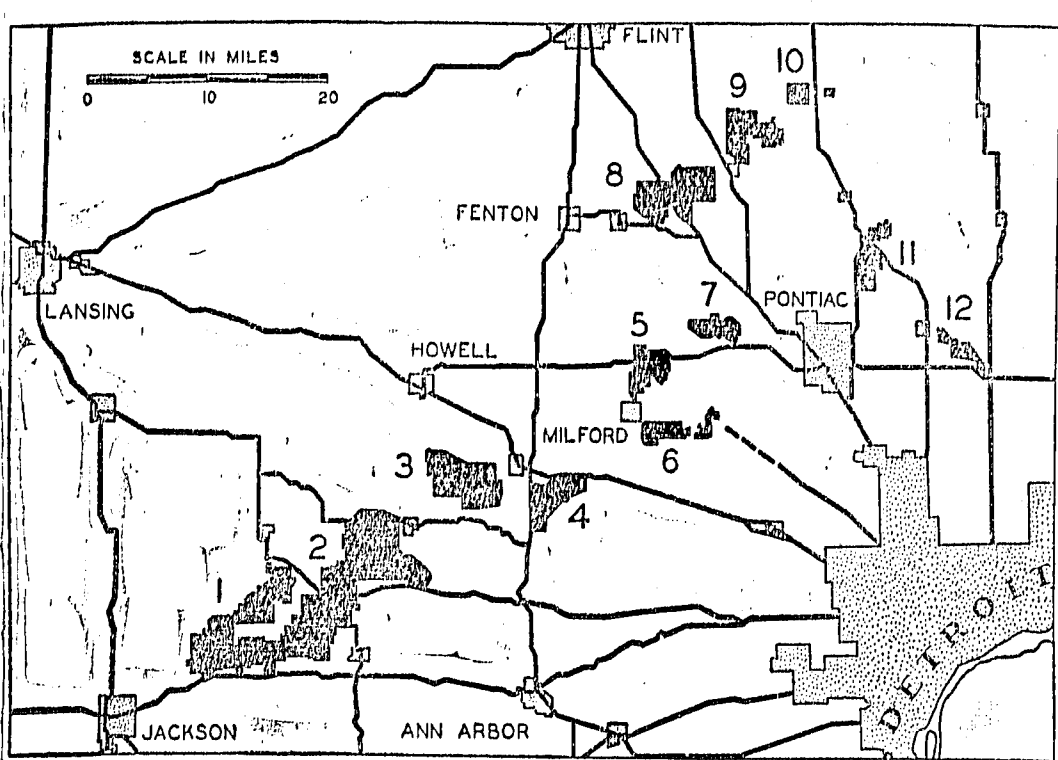 FLINT
SCALE IN MILES
0 10 20
10
9
8
FENTON
11
LANSING
7
PONTIAC
12
5
HOWELL
MILFORD
6
3
4
2
1
DETROIT
JACKSON
ANN ARBOR